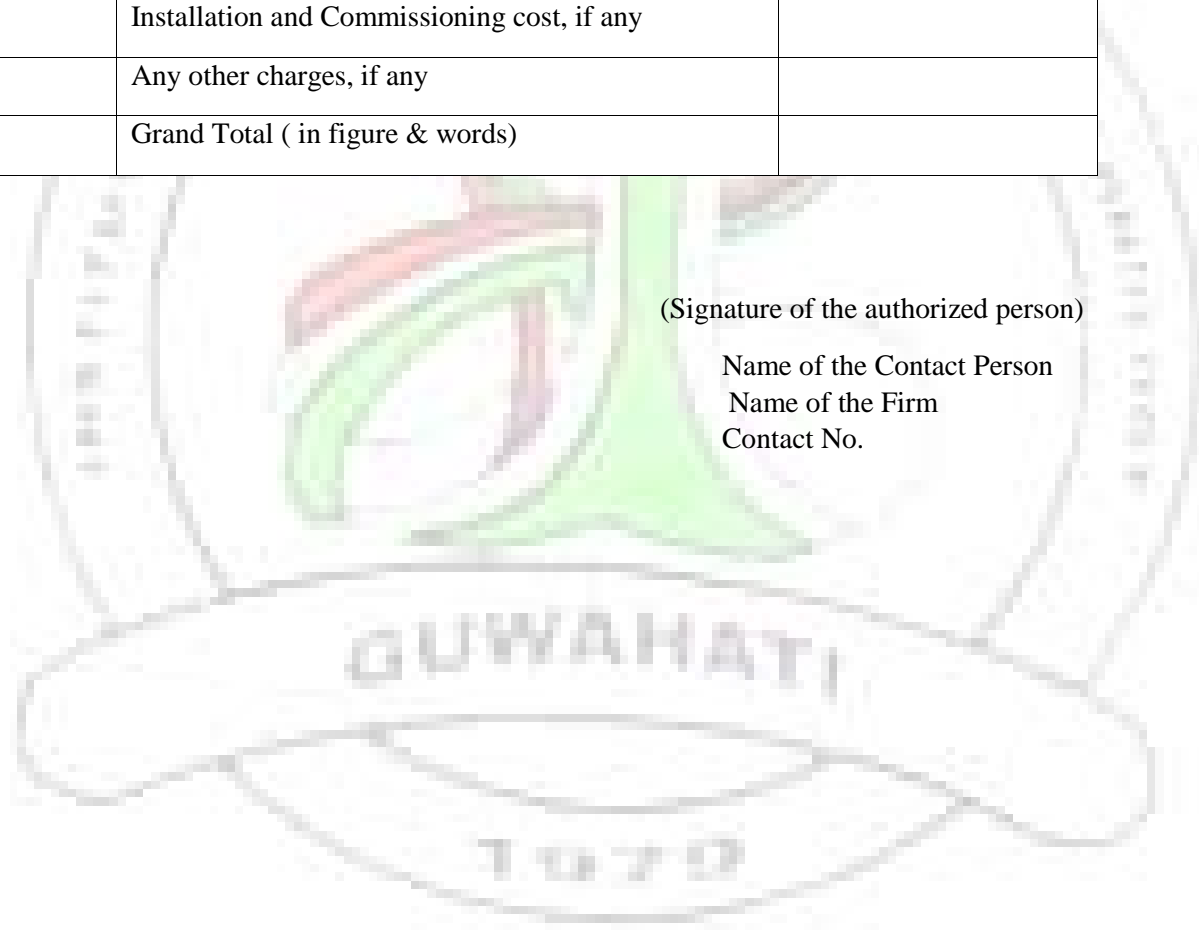 Installation and Commissioning cost, if any
Any other charges, if any
Grand Total ( in figure & words)
(Signature of the authorized person)
Name of the Contact Person
Name of the Firm
Contact No.
GUWAHATI
1979